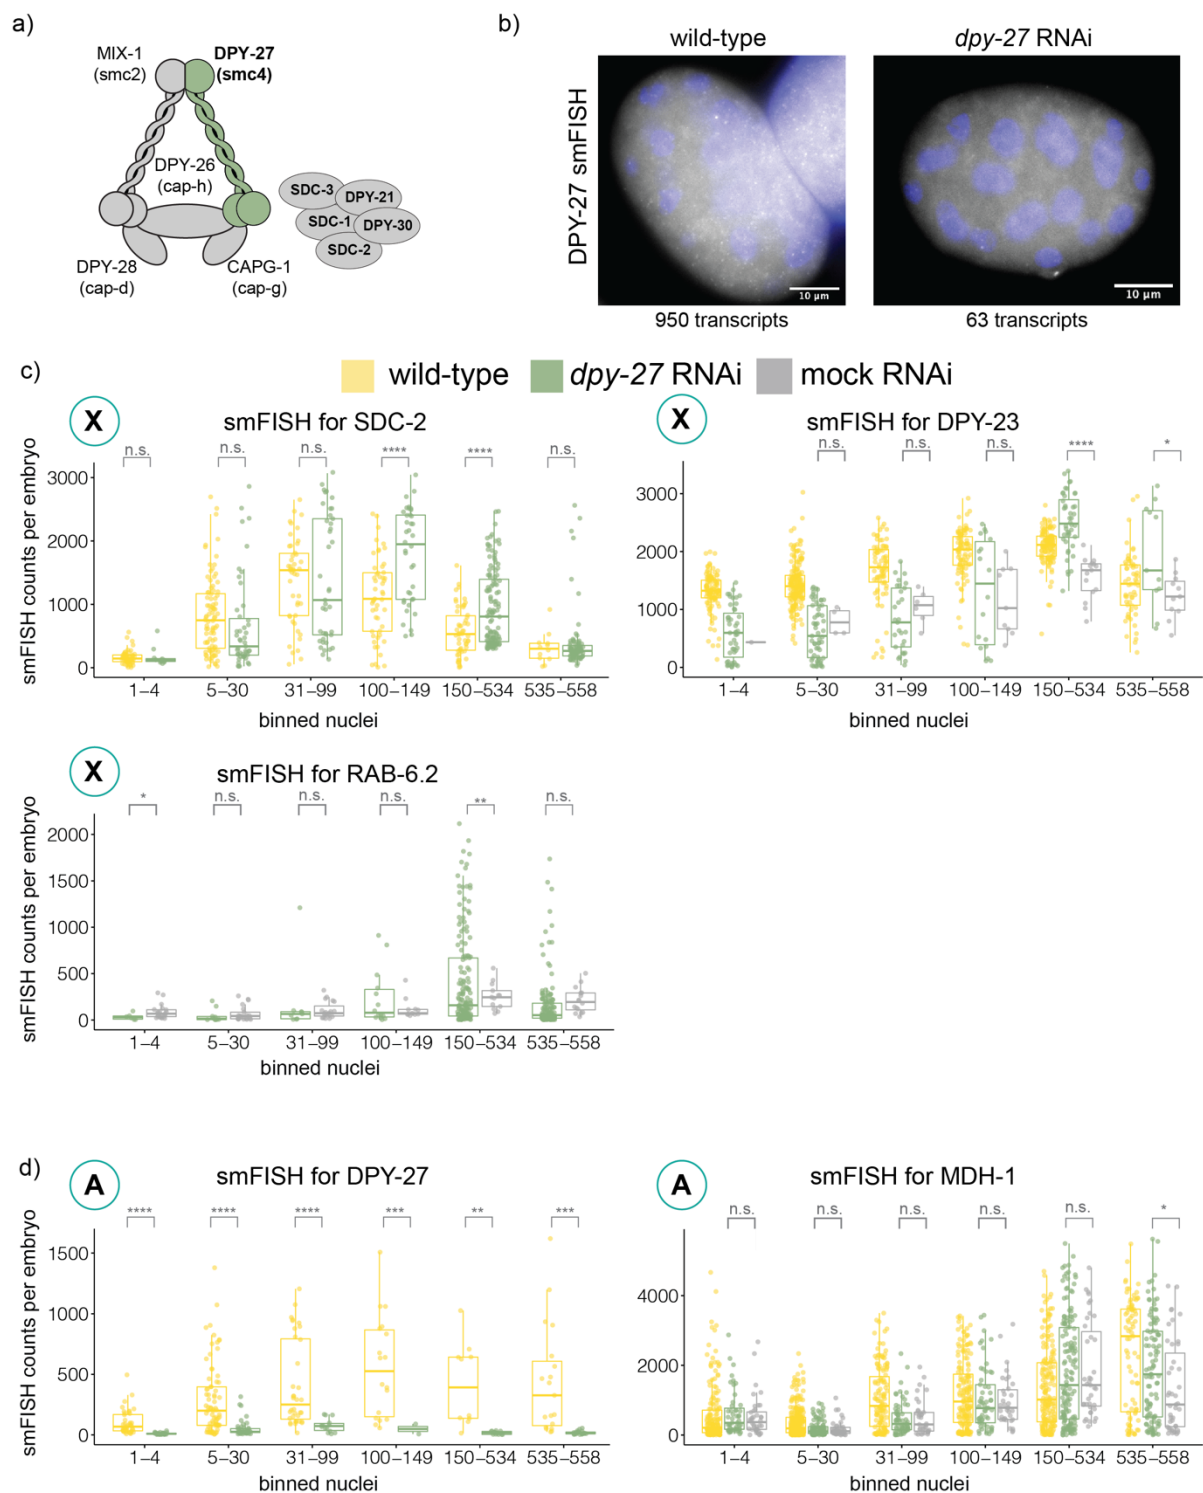 a)
MIX-1
(smc2)
DPY-27
(smc4)
DPY-26
(cap-h)
SDC-3
DPY-21
SDC-1
DPY-30
SDC-2
DPY-28
(cap-d)
CAPG-1
(cap-g)
b)
wild-type
dpy-27 RNAi
DPY-27 smFISH
10 µm
10 µm
950 transcripts
63 transcripts
c)
wild-type dpy-27 RNAi mock RNAi
X
smFISH for SDC-2
n.s. n.s. n.s. **** **** n.s.
smFISH counts per embryo
3000
2000
1000
0
1–4 5–30 31–99 100–149 150–534 535–558
binned nuclei
X
smFISH for DPY-23
n.s. n.s. n.s. **** *
smFISH counts per embryo
3000
2000
1000
0
1–4 5–30 31–99 100–149 150–534 535–558
binned nuclei
X
smFISH for RAB-6.2
* n.s. n.s. n.s. ** n.s.
smFISH counts per embryo
2000
1500
1000
500
0
1–4 5–30 31–99 100–149 150–534 535–558
binned nuclei
d)
A
smFISH for DPY-27
**** **** **** *** ** ***
smFISH counts per embryo
1500
1000
500
0
1–4 5–30 31–99 100–149 150–534 535–558
binned nuclei
A
smFISH for MDH-1
n.s. n.s. n.s. n.s. n.s. *
smFISH counts per embryo
4000
2000
0
1–4 5–30 31–99 100–149 150–534 535–558
binned nuclei